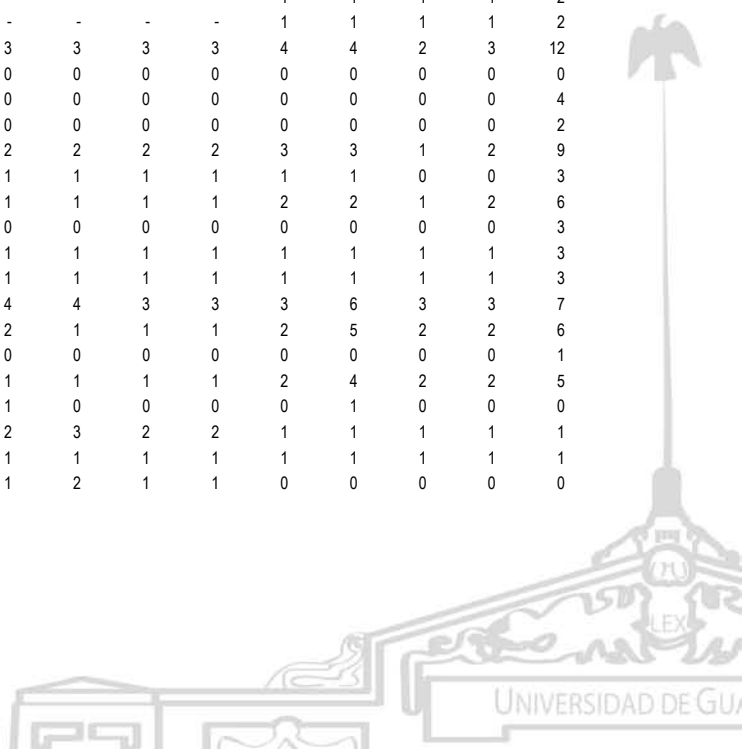 1 1 1 1 2
- - - - 1 1 1 1 2
3 3 3 3 4 4 2 3 12
0 0 0 0 0 0 0 0 0
0 0 0 0 0 0 0 0 4
0 0 0 0 0 0 0 0 2
2 2 2 2 3 3 1 2 9
1 1 1 1 1 1 0 0 3
1 1 1 1 2 2 1 2 6
0 0 0 0 0 0 0 0 3
1 1 1 1 1 1 1 1 3
1 1 1 1 1 1 1 1 3
4 4 3 3 3 6 3 3 7
2 1 1 1 2 5 2 2 6
0 0 0 0 0 0 0 0 1
1 1 1 1 2 4 2 2 5
1 0 0 0 0 1 0 0 0
2 3 2 2 1 1 1 1 1
1 1 1 1 1 1 1 1 1
1 2 1 1 0 0 0 0 0
LEX
UNIVERSIDAD DE GUA